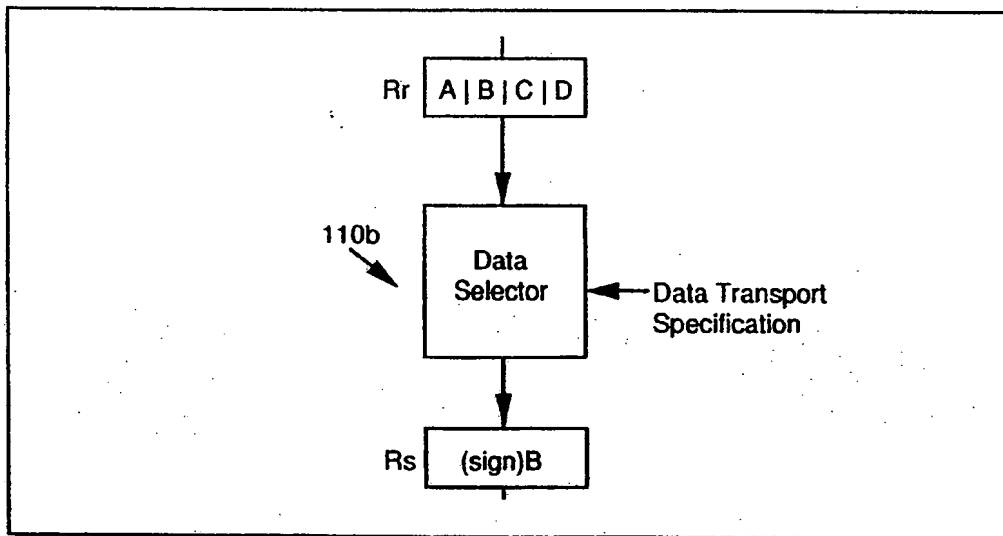 Rr
A | B | C | D
110b
Data
Selector
Data Transport
Specification
Rs
(sign)B